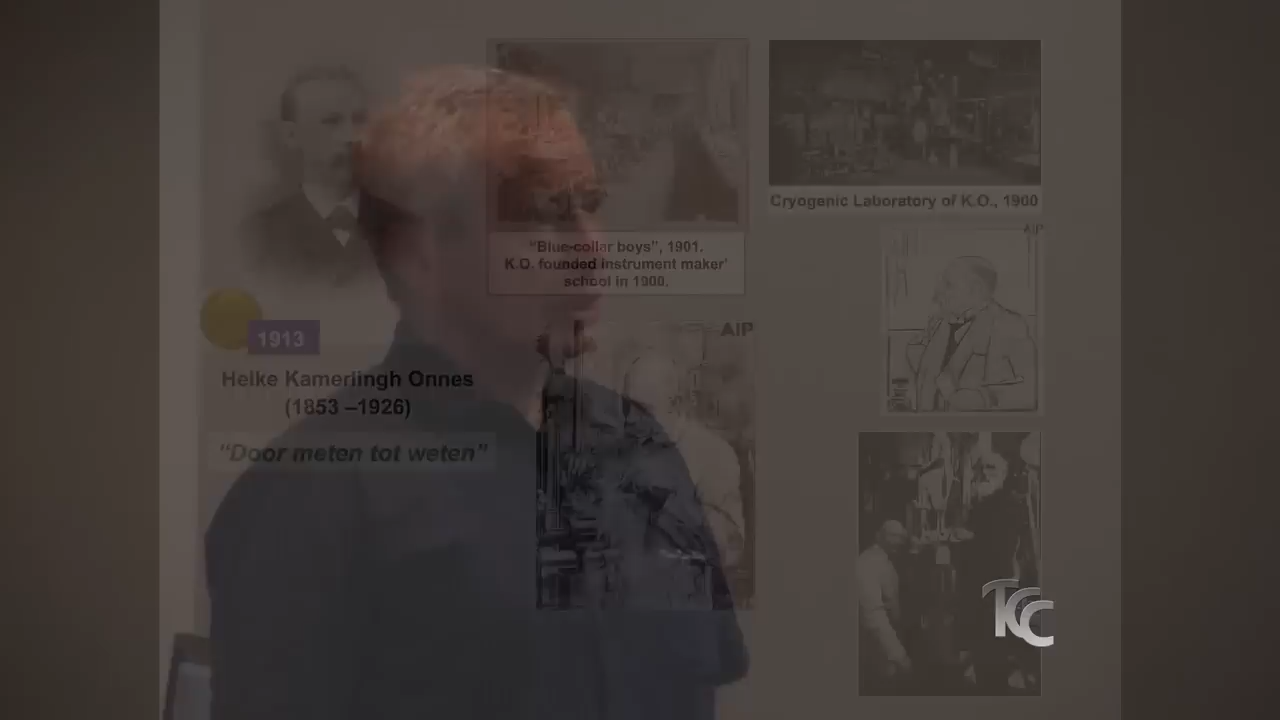 Cryogenic Laboratory of K.O., 1900
"Blue-collar boys", 1901.
K.O. founded instrument maker'
school in 1900.
AIP
AIP
1913
Heike Kamerlingh Onnes
(1853 –1926)
"Door meten tot weten"
TCC